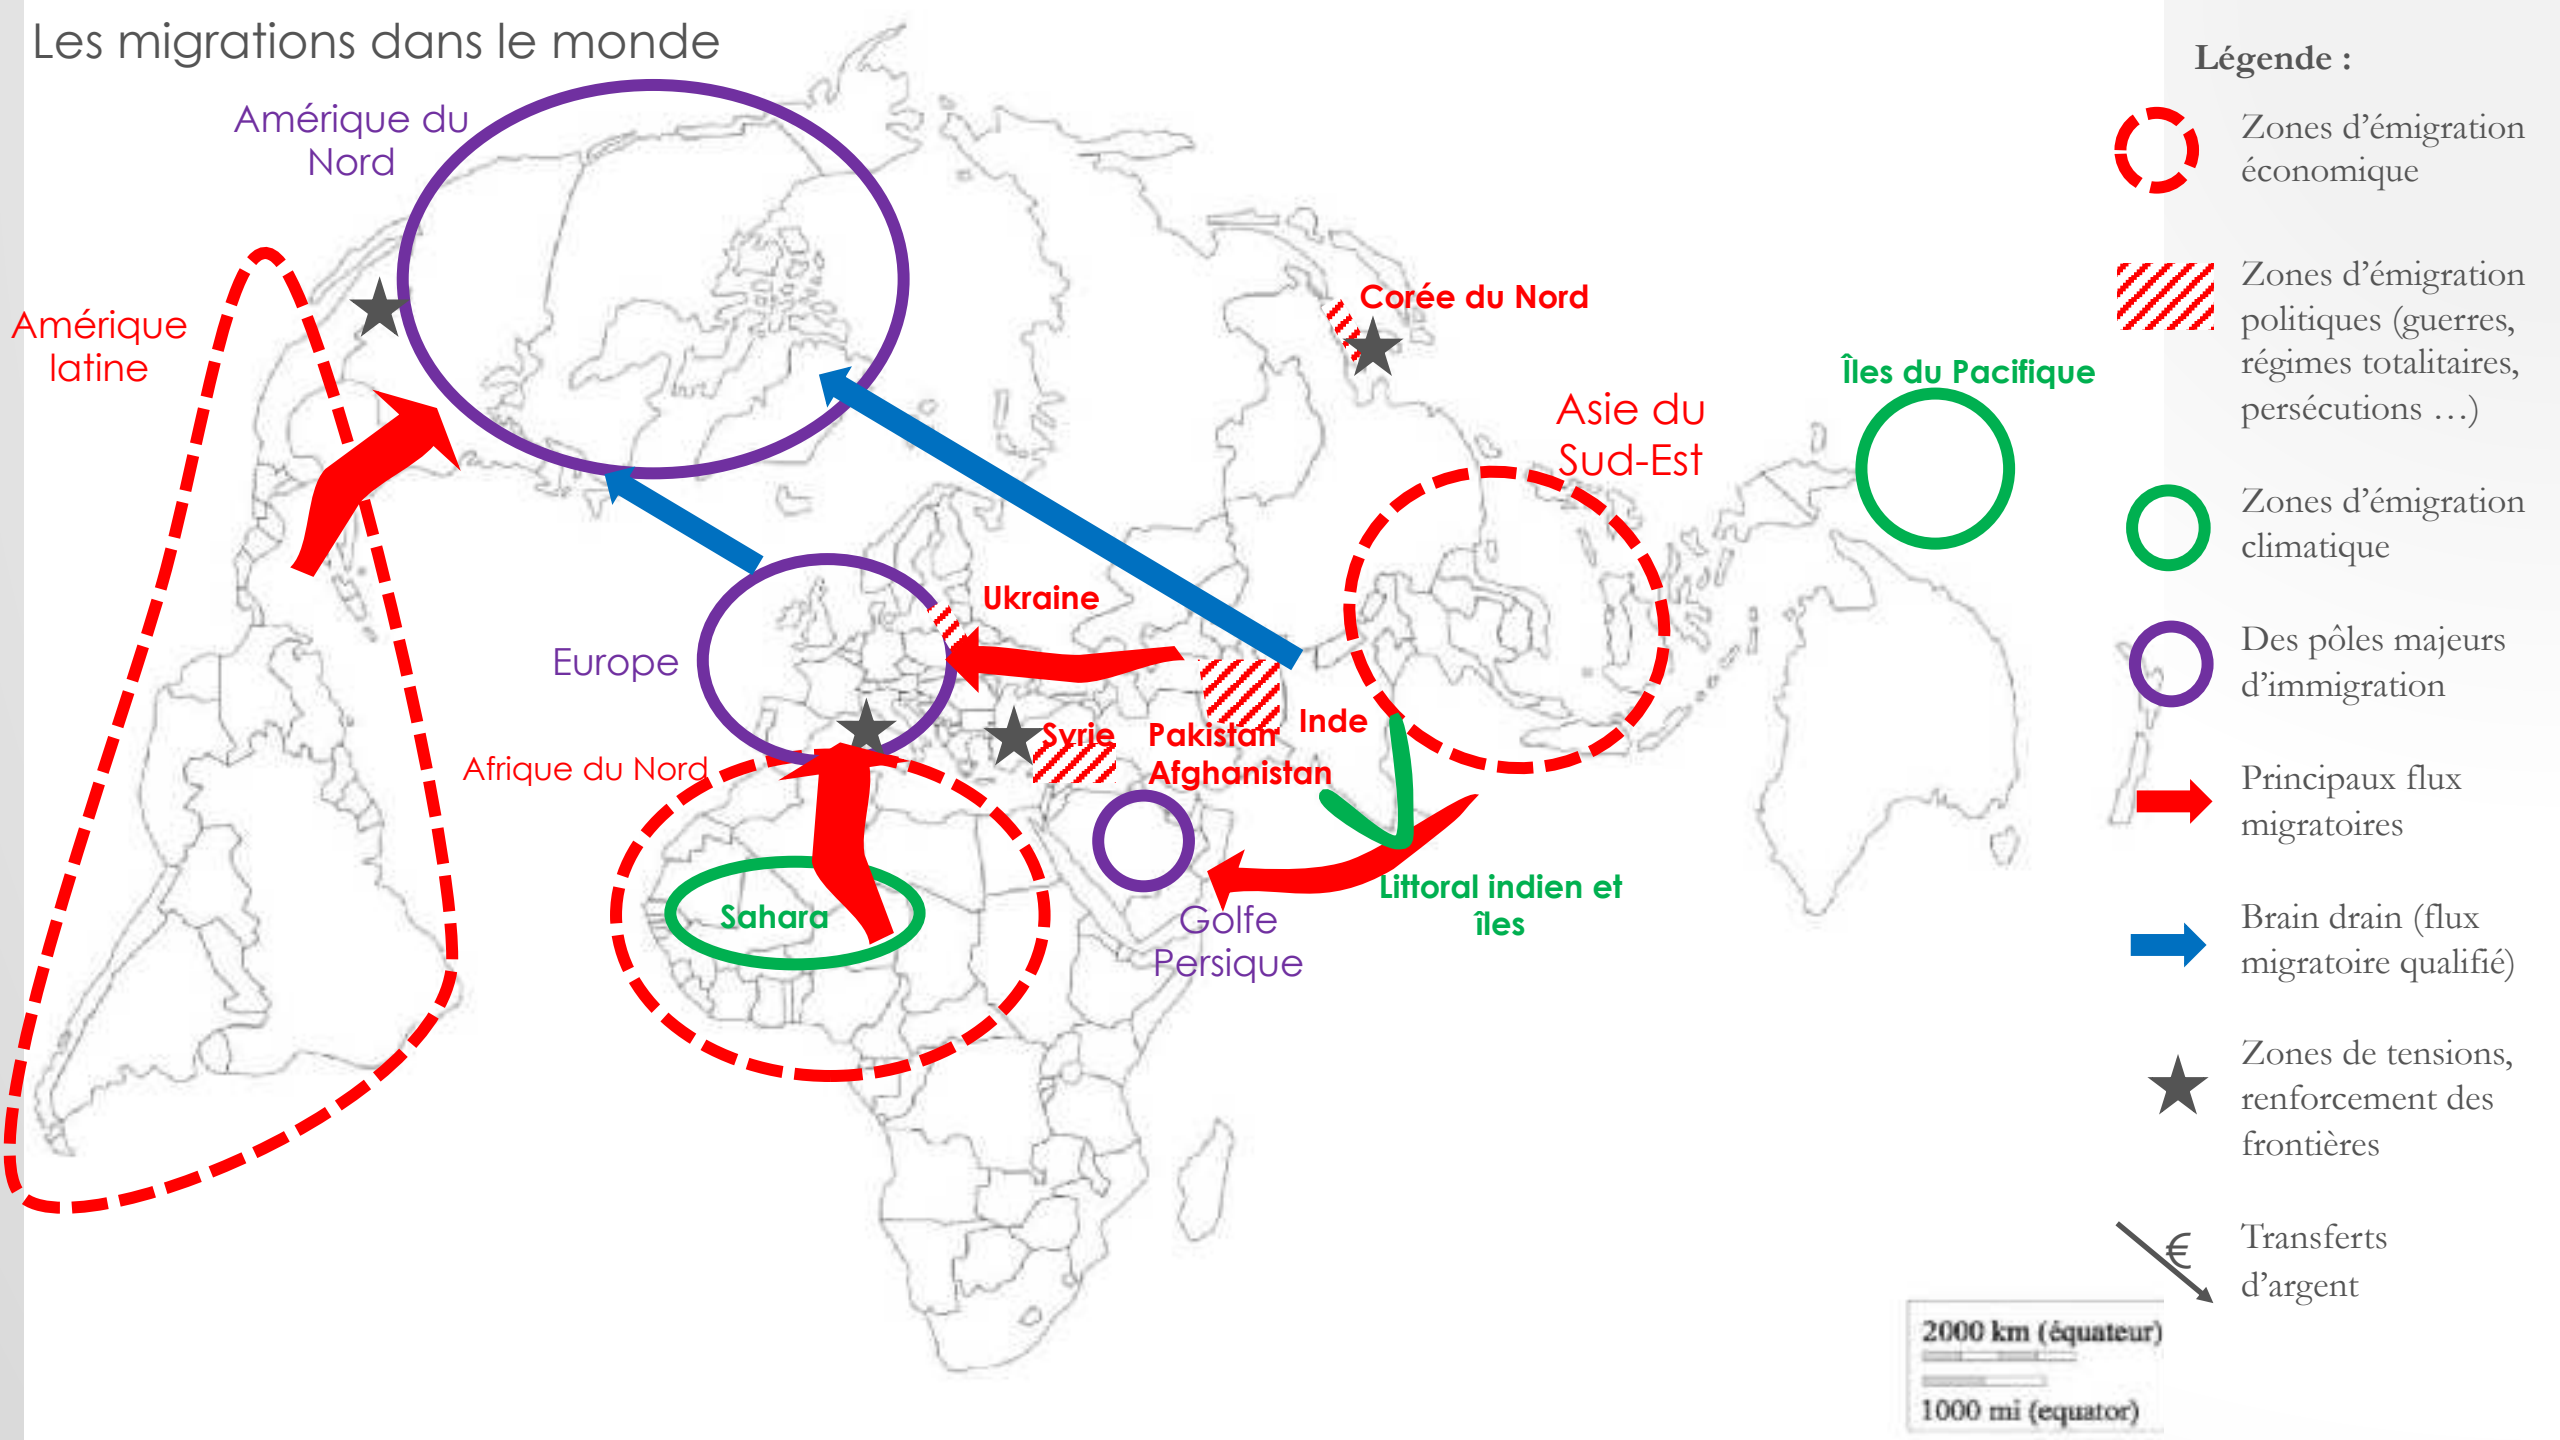 Les migrations dans le monde
Amérique du
Nord
Amérique
latine
Corée du Nord
Îles du Pacifique
Asie du
Sud-Est
Ukraine
Europe
Syrie
Pakistan
Afghanistan
Inde
Afrique du Nord
Sahara
Golfe
Persique
Littoral indien et
îles
2000 km (équateur)
1000 mi (equator)
Légende :
Zones d’émigration
économique
Zones d’émigration
politiques (guerres,
régimes totalitaires,
persécutions …)
Zones d’émigration
climatique
Des pôles majeurs
d’immigration
Principaux flux
migratoires
Brain drain (flux
migratoire qualifié)
Zones de tensions,
renforcement des
frontières
€
Transferts
d’argent